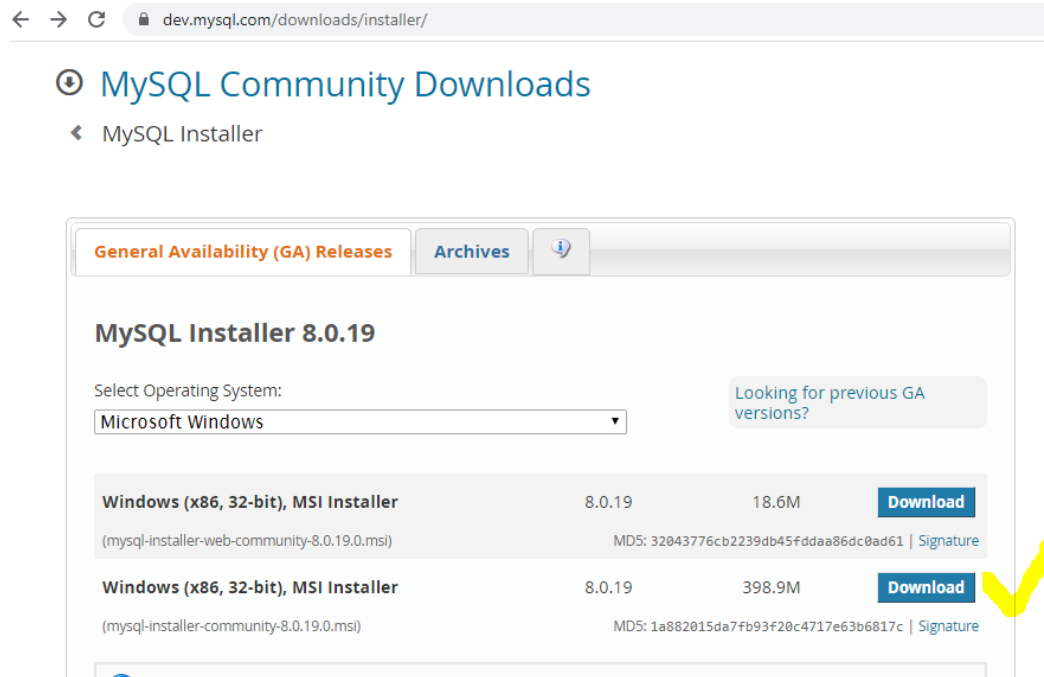 dev.mysql.com/downloads/installer/
MySQL Community Downloads
MySQL Installer
General Availability (GA) Releases Archives
MySQL Installer 8.0.19
Select Operating System:
Looking for previous GA
versions?
Microsoft Windows
Windows (x86, 32-bit), MSI Installer 8.0.19 18.6M Download
(mysql-installer-web-community-8.0.19.0.msi) MD5: 32043776cb2239db45fddaa86dc0ad61 | Signature
Windows (x86, 32-bit), MSI Installer 8.0.19 398.9M Download
(mysql-installer-community-8.0.19.0.msi) MD5: 1a882015da7fb93f20c4717e63b6817c | Signature